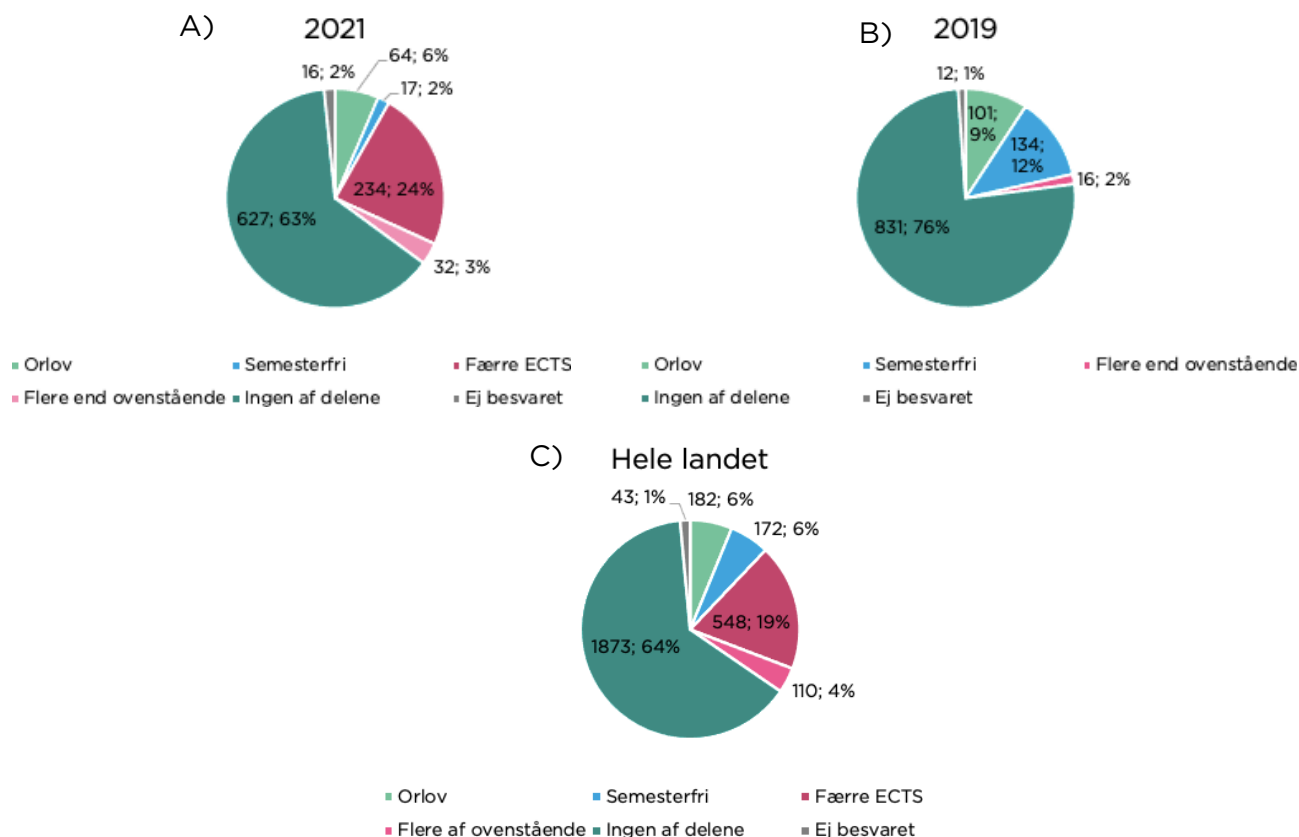 A) 2021
16; 2%
64; 6%
17; 2%
234; 24%
627; 63%
32; 3%
Orlov Semesterfri Færre ECTS
Flere end ovenstående Ingen af delene Ej besvaret
B) 2019
12; 1%
101;
9%
134;
12%
16; 2%
831; 76%
Orlov Semesterfri Flere end ovenstående
Ingen af delene Ej besvaret
C) Hele landet
43; 1%
182; 6%
172; 6%
548; 19%
1873; 64%
110; 4%
Orlov Semesterfri Færre ECTS
Flere af ovenstående Ingen af delene Ej besvaret